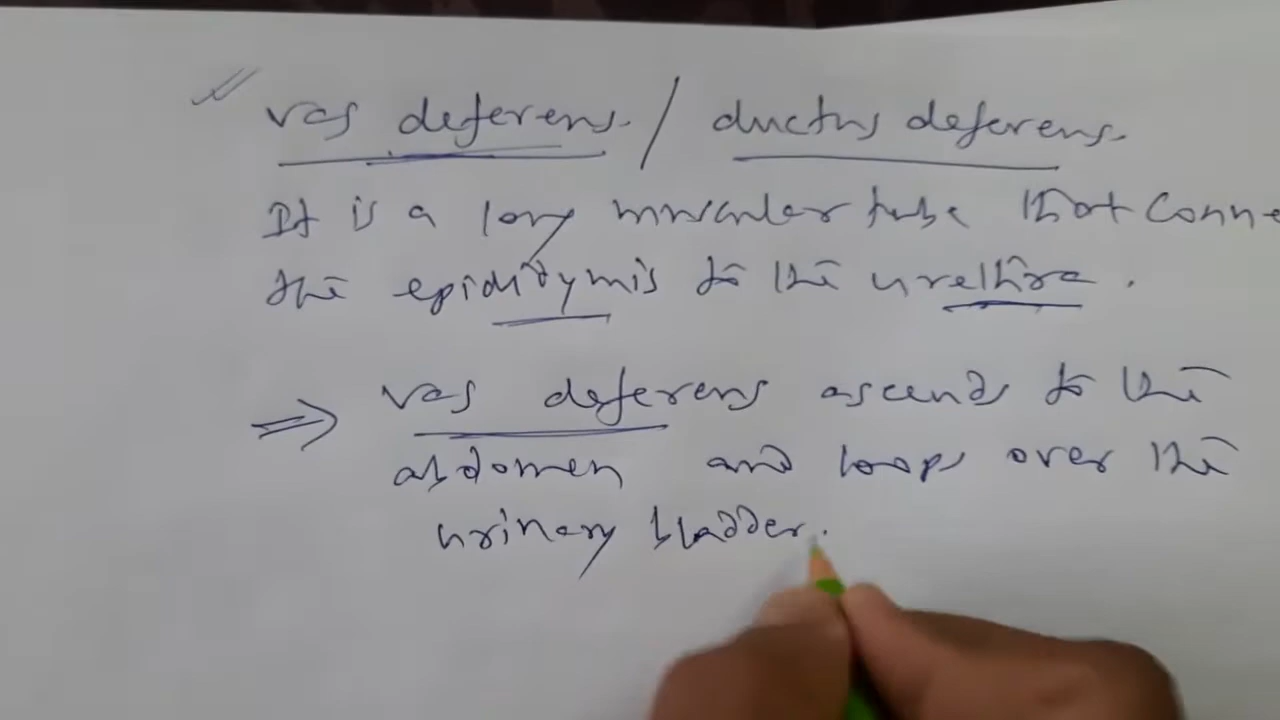 vas deferens. / ductus deferens.
It is a long muscular tube that conne
the epididymis to the urethra.
⇒ vas deferens ascends to the
abdomen and loops over the
urinary bladder.